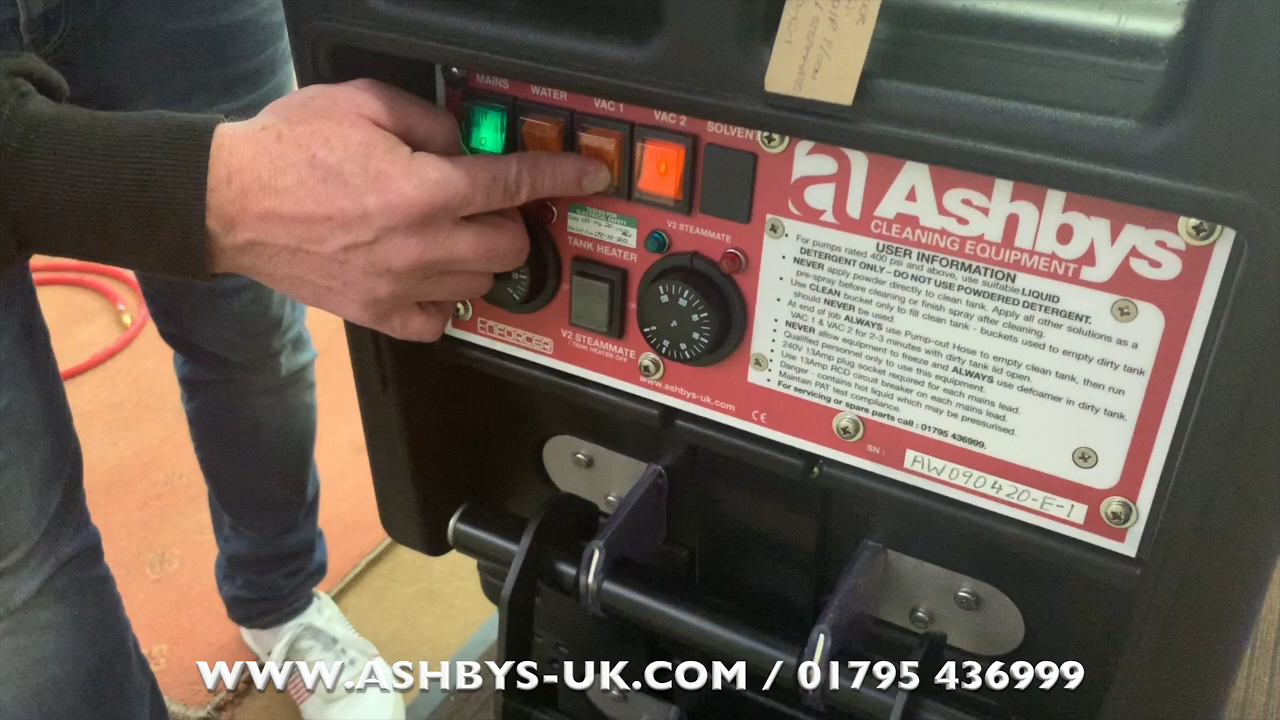 MAINS
WATER
VAC 1
VAC 2
SOLVENT
TANK HEATER
V2 STEAMMATE
ENFORCER
V2 STEAMMATE
/ TANK HEATER OFF
www.ashbys-uk.com
CE
a Ashbys
CLEANING EQUIPMENT
USER INFORMATION
• For pumps rated 400 psi and above, use suitable LIQUID
DETERGENT ONLY – DO NOT USE POWDERED DETERGENT.
• NEVER apply powder directly to clean tank. Apply all other solutions as a
pre-spray before cleaning or finish spray after cleaning.
• Use CLEAN bucket only to fill clean tank - buckets used to empty dirty tank
should NEVER be used.
• At end of job ALWAYS use Pump-out Hose to empty clean tank, then run
VAC 1 & VAC 2 for 2-3 minutes with dirty tank lid open.
• NEVER allow equipment to freeze and ALWAYS use defoamer in dirty tank.
• Qualified personnel only to use this equipment.
• 240V 13Amp plug socket required for each mains lead.
• Use 13Amp RCD circuit breaker on each mains lead.
• Danger - contains hot liquid which may be pressurised.
• Maintain PAT test compliance.
• For servicing or spare parts call : 01795 436999.
SN :
AW090420-E-1
WWW.ASHBYS-UK.COM / 01795 436999